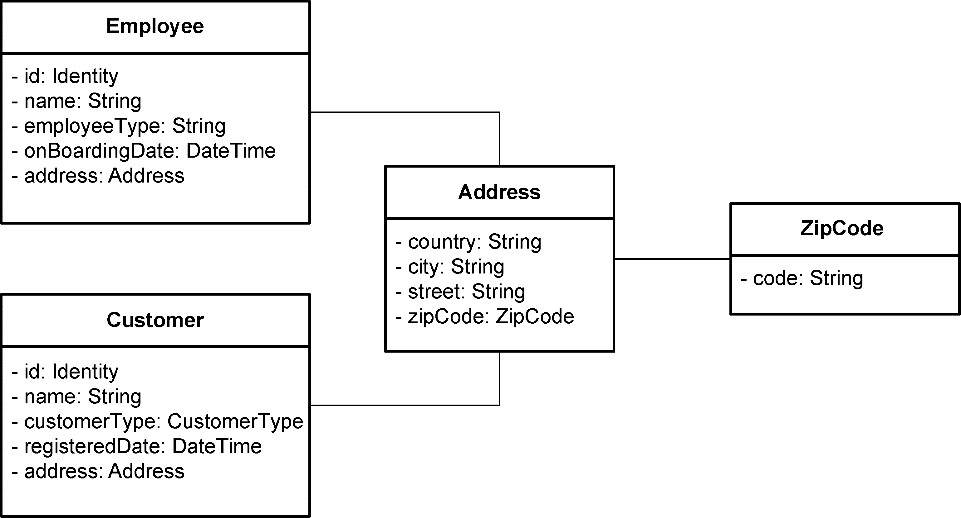 Employee
- id: Identity
- name: String
- employeeType: String
- onBoardingDate: DateTime
- address: Address
Customer
- id: Identity
- name: String
- customerType: CustomerType
- registeredDate: DateTime
- address: Address
Address
- country: String
- city: String
- street: String
- zipCode: ZipCode
ZipCode
- code: String